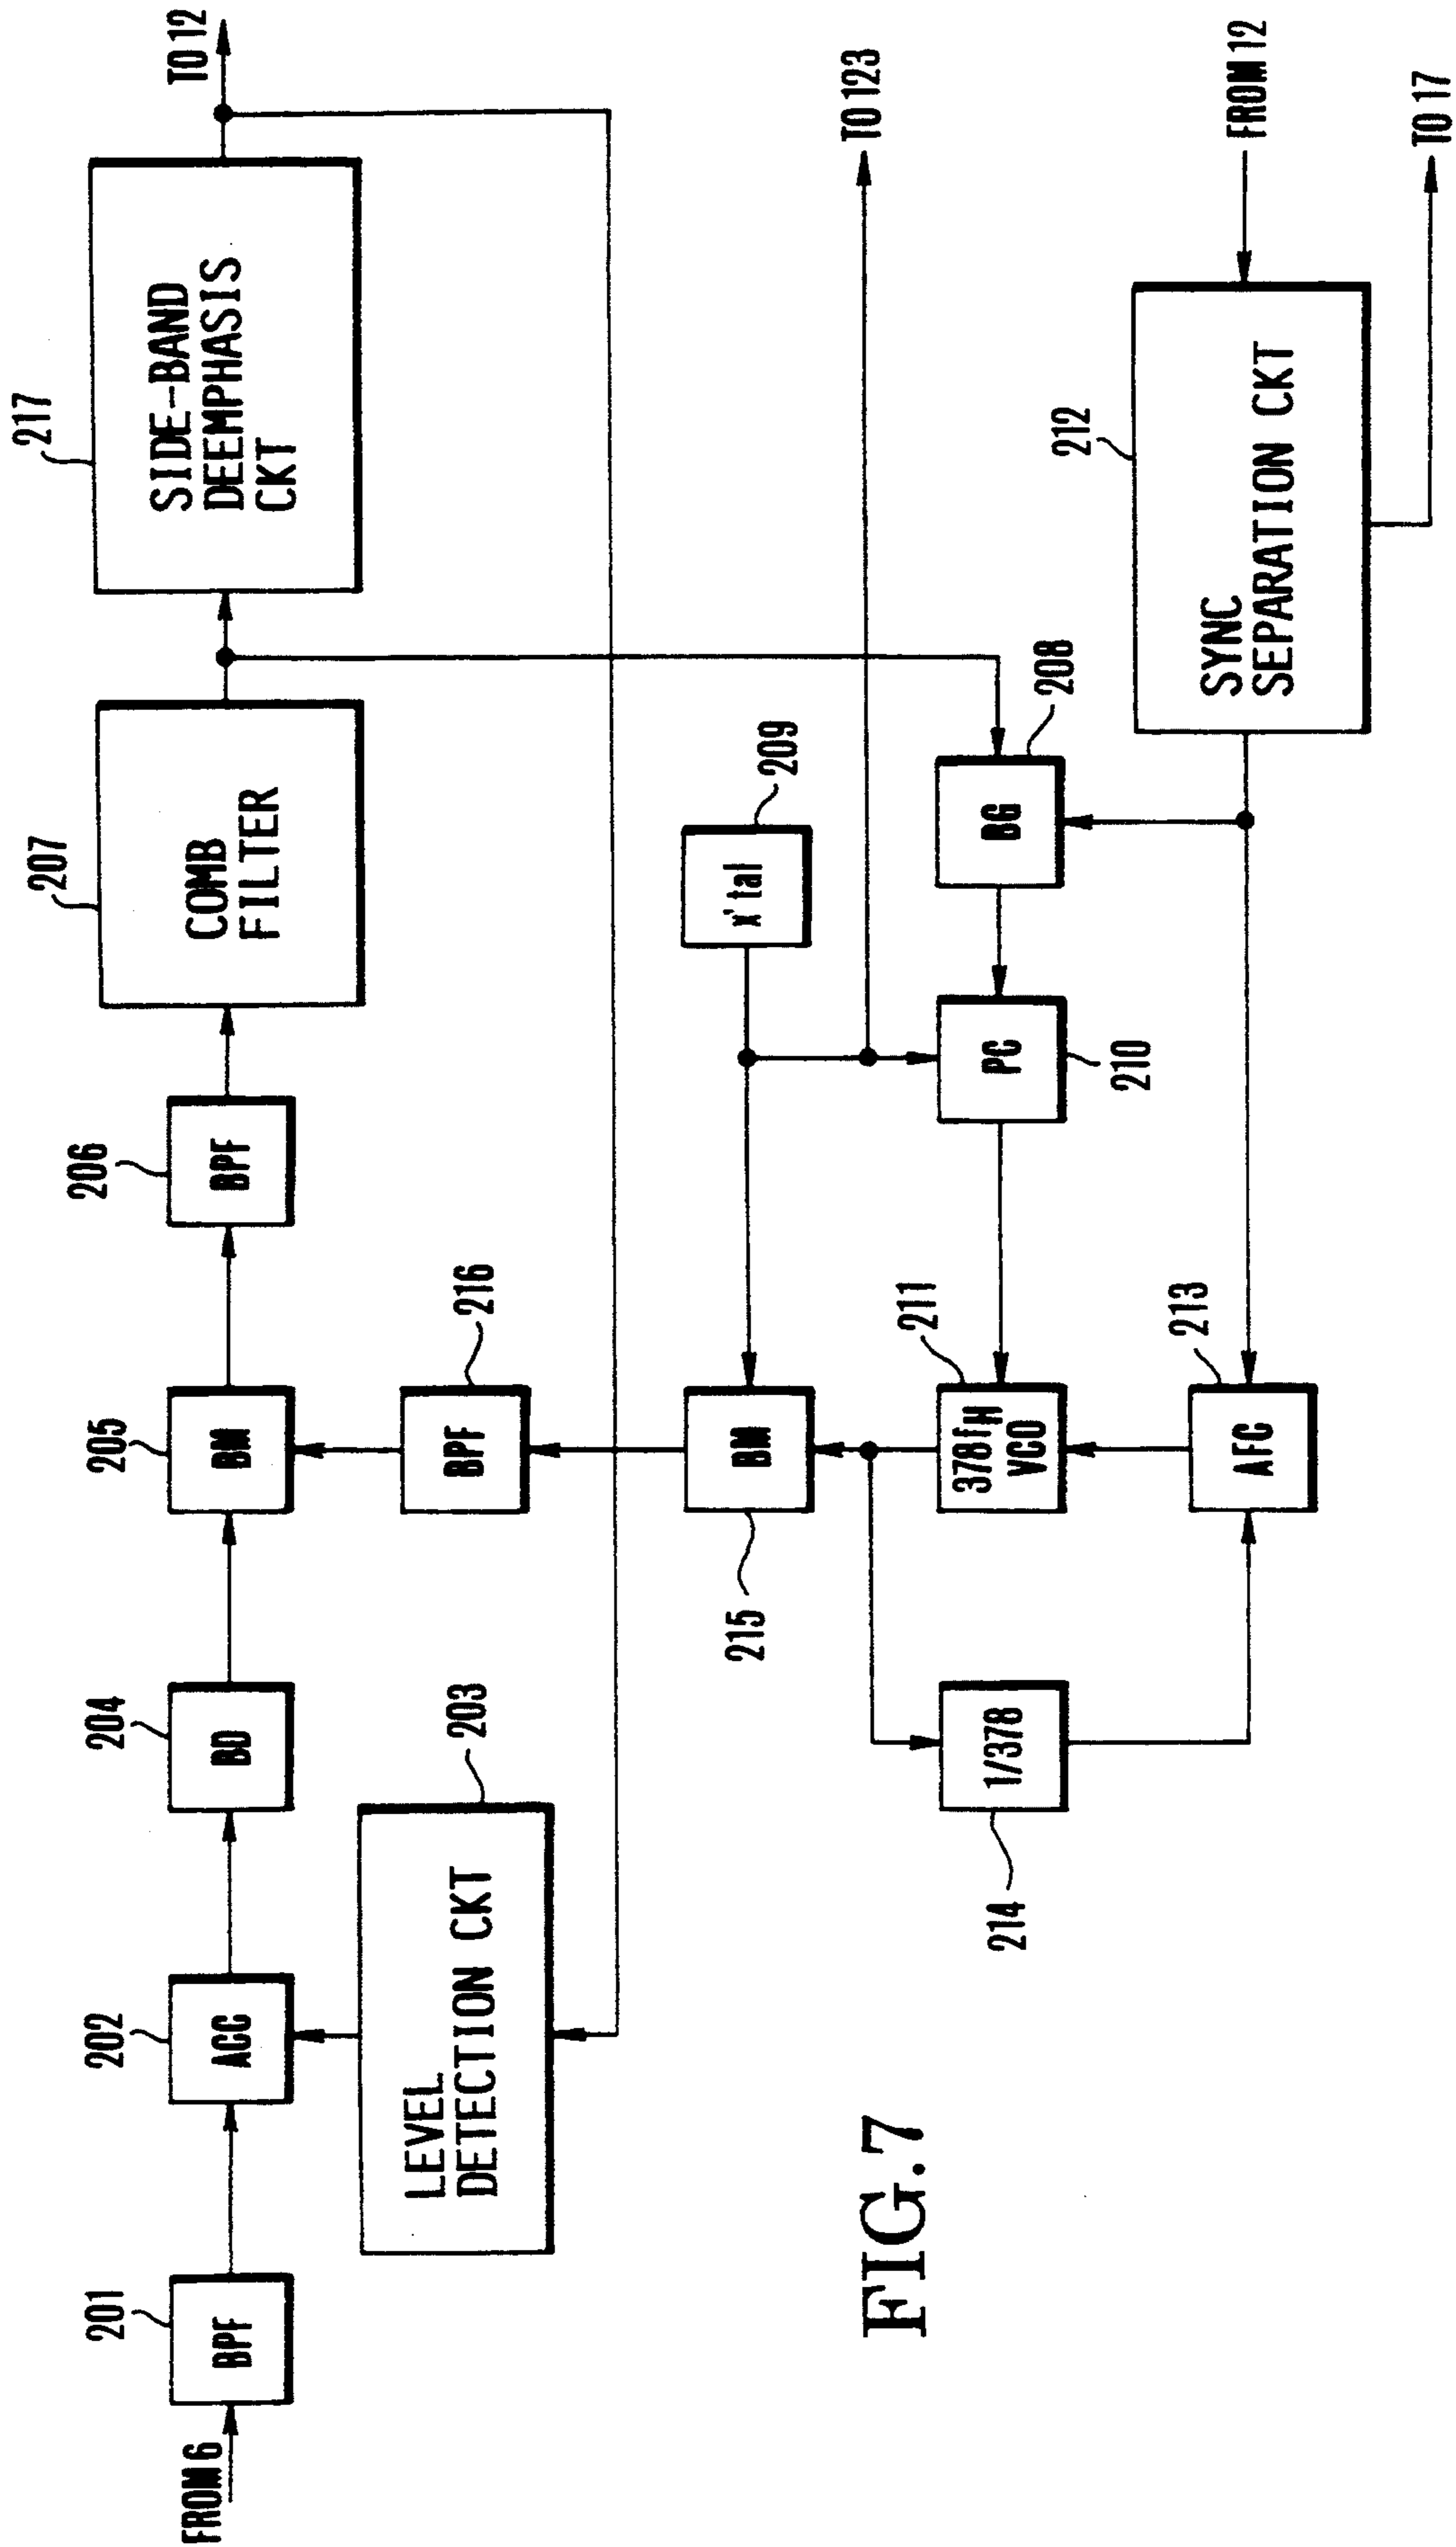 FROM 6
201
BPF
202
ACC
203
LEVEL
DETECTION CKT
204
BD
205
BM
206
BPF
207
COMB
FILTER
217
SIDE-BAND
DEEMPHASIS
CKT
TO 12
216
BPF
215
BM
209
x'tal
TO 123
214
1/378
211
378fH
VCO
210
PC
208
BG
213
AFC
212
SYNC
SEPARATION CKT
FROM 12
TO 17
FIG.7